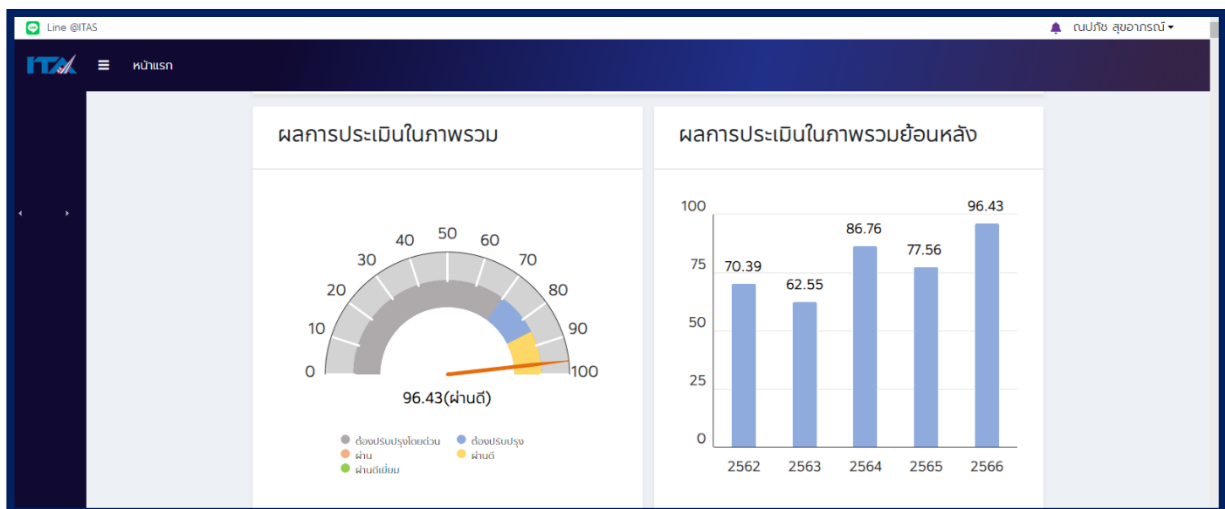 Line @ITAS
ณปภัช สุขอาภรณ์
ITA
หน้าแรก
ผลการประเมินในภาพรวม
0
10
20
30
40
50
60
70
80
90
100
96.43(ผ่านดี)
ต้องปรับปรุงโดยด่วน ต้องปรับปรุง
ผ่าน ผ่านดี
ผ่านดีเยี่ยม
ผลการประเมินในภาพรวมย้อนหลัง
100
75
50
25
0
70.39
62.55
86.76
77.56
96.43
2562 2563 2564 2565 2566